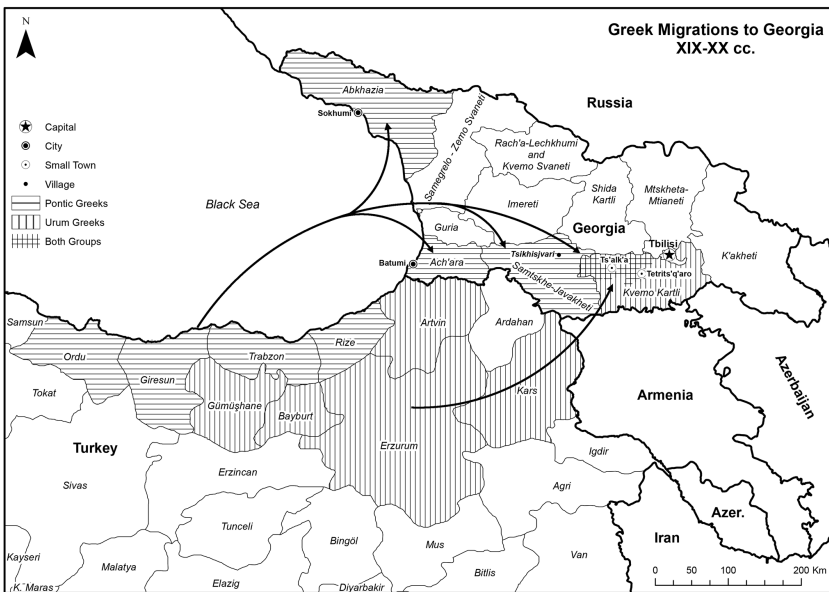 N
Greek Migrations to Georgia
XIX-XX cc.
Capital
City
Small Town
Village
Pontic Greeks
Urum Greeks
Both Groups
Russia
Abkhazia
Sokhumi
Samegrelo - Zemo Svaneti
Rach'a-Lechkhumi
and
Kvemo Svaneti
Black Sea
Imereti
Shida
Kartli
Mtskheta-
Mtianeti
Guria
Georgia
Tbilisi
K'akheti
Batumi
Ach'ara
Tsikhisjvari
Samtskhe-Javakheti
Ts'alk'a
Tetrits'q'aro
Kvemo Kartli
Samsun
Ordu
Giresun
Trabzon
Rize
Artvin
Ardahan
Tokat
Gümüşhane
Bayburt
Kars
Armenia
Azerbaijan
Turkey
Erzurum
Sivas
Erzincan
Igdir
Agri
Tunceli
Kayseri
K. Maras
Malatya
Elazig
Bingöl
Diyarbakir
Mus
Bitlis
Van
Iran
Azer.
0 50 100 200 Km